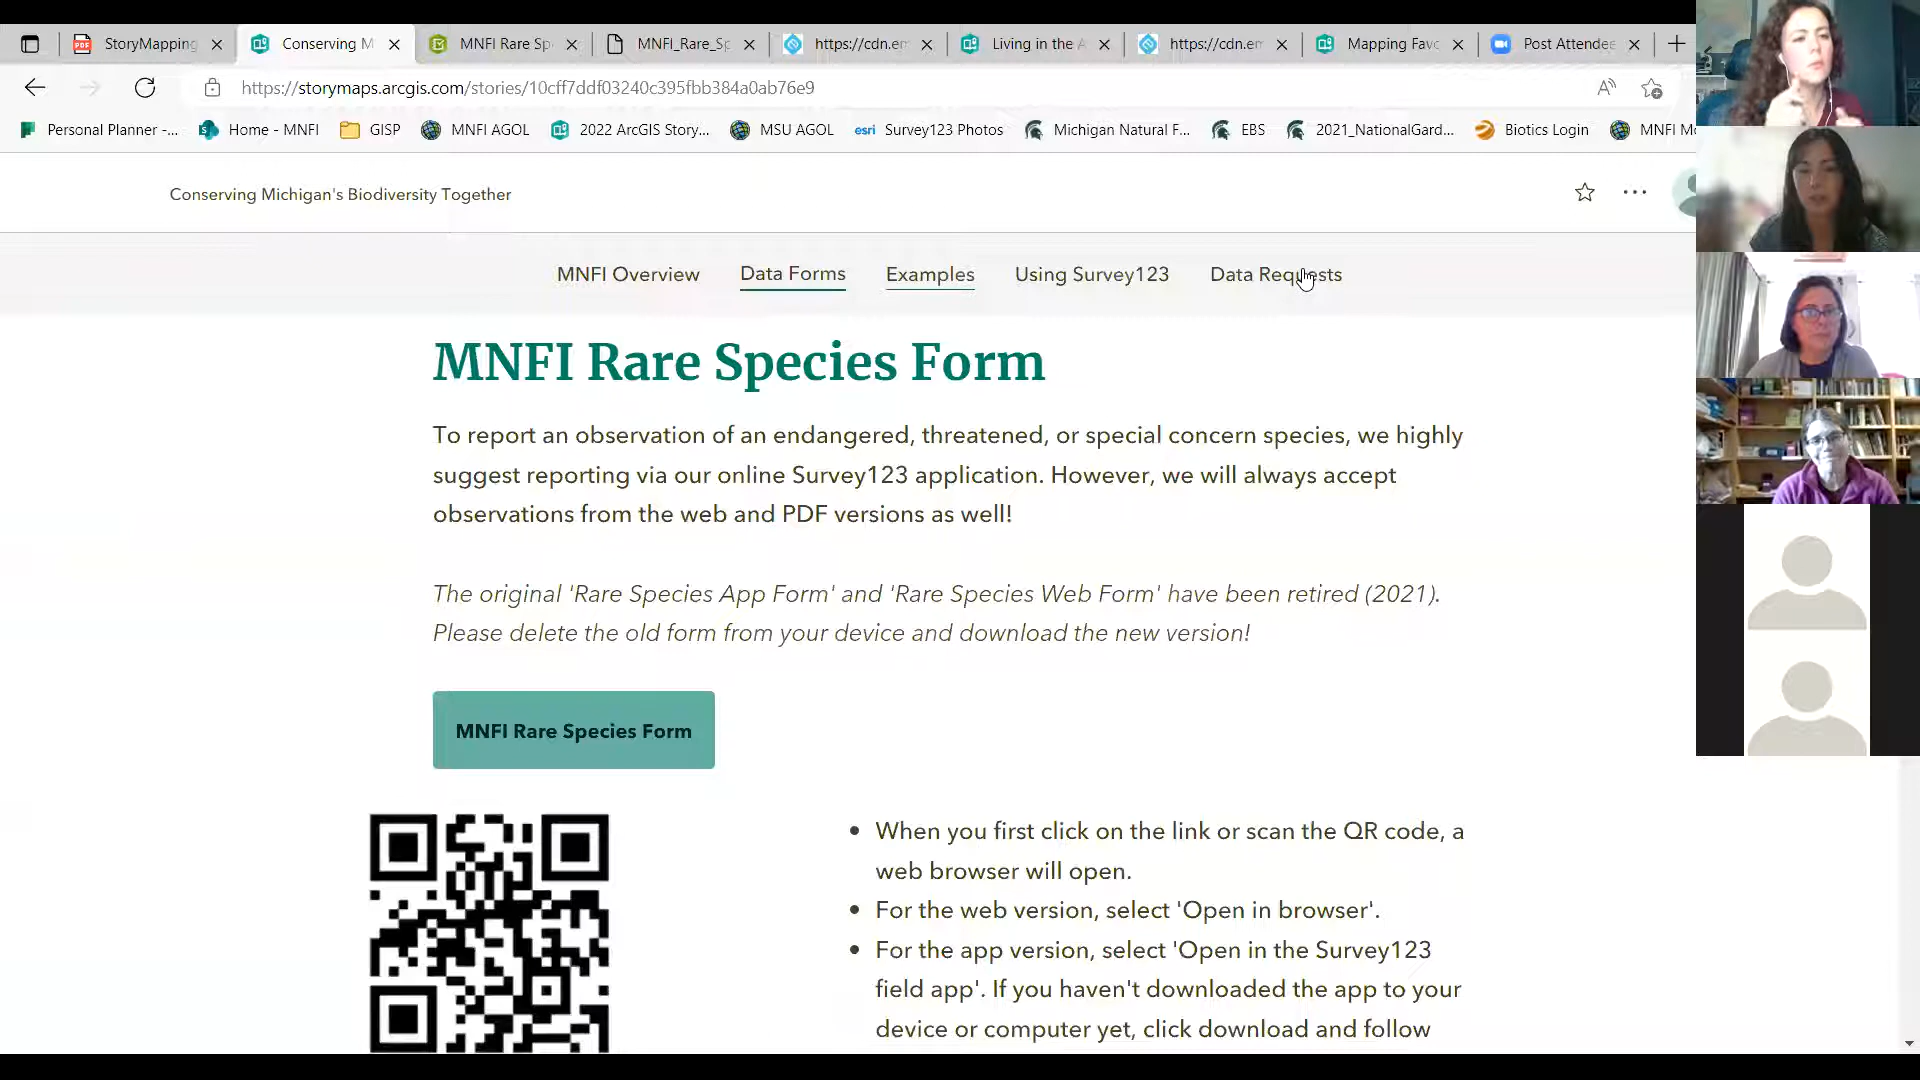 StoryMapping
Conserving M
MNFI Rare Sp
MNFI_Rare_Sp
https://cdn.em
Living in the A
https://cdn.em
Mapping Favo
Post Attendee
https://storymaps.arcgis.com/stories/10cff7ddf03240c395fbb384a0ab76e9
Personal Planner -...
Home - MNFI
GISP
MNFI AGOL
2022 ArcGIS Story...
MSU AGOL
esri Survey123 Photos
Michigan Natural F...
EBS
2021_NationalGard...
Biotics Login
MNFI Mo
Conserving Michigan's Biodiversity Together
MNFI Overview
Data Forms
Examples
Using Survey123
Data Requests
MNFI Rare Species Form
To report an observation of an endangered, threatened, or special concern species, we highly
suggest reporting via our online Survey123 application. However, we will always accept
observations from the web and PDF versions as well!
The original 'Rare Species App Form' and 'Rare Species Web Form' have been retired (2021).
Please delete the old form from your device and download the new version!
MNFI Rare Species Form
• When you first click on the link or scan the QR code, a
web browser will open.
• For the web version, select 'Open in browser'.
• For the app version, select 'Open in the Survey123
field app'. If you haven't downloaded the app to your
device or computer yet, click download and follow